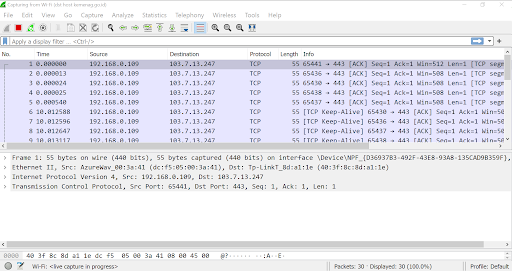 Capturing from Wi-Fi (dst host kemenag.go.id)
File Edit View Go Capture Analyze Statistics Telephony Wireless Tools Help
Apply a display filter ... <Ctrl-/>
No. Time Source Destination Protocol Length Info
1 0.000000 192.168.0.109 103.7.13.247 TCP 55 65441 → 443 [ACK] Seq=1 Ack=1 Win=512 Len=1 [TCP segm
2 0.000013 192.168.0.109 103.7.13.247 TCP 55 65436 → 443 [ACK] Seq=1 Ack=1 Win=508 Len=1 [TCP segm
3 0.000024 192.168.0.109 103.7.13.247 TCP 55 65430 → 443 [ACK] Seq=1 Ack=1 Win=508 Len=1 [TCP segm
4 0.000025 192.168.0.109 103.7.13.247 TCP 55 65438 → 443 [ACK] Seq=1 Ack=1 Win=508 Len=1 [TCP segm
5 0.000540 192.168.0.109 103.7.13.247 TCP 55 65437 → 443 [ACK] Seq=1 Ack=1 Win=508 Len=1 [TCP segm
6 10.012588 192.168.0.109 103.7.13.247 TCP 55 [TCP Keep-Alive] 65430 → 443 [ACK] Seq=1 Ack=1 Win=50
7 10.012596 192.168.0.109 103.7.13.247 TCP 55 [TCP Keep-Alive] 65437 → 443 [ACK] Seq=1 Ack=1 Win=50
8 10.012647 192.168.0.109 103.7.13.247 TCP 55 [TCP Keep-Alive] 65436 → 443 [ACK] Seq=1 Ack=1 Win=50
9 10.013117 192.168.0.109 103.7.13.247 TCP 55 [TCP Keep-Alive] 65438 → 443 [ACK] Seq=1 Ack=1 Win=50
Frame 1: 55 bytes on wire (440 bits), 55 bytes captured (440 bits) on interface \Device\NPF_{D36937B3-492F-43E8-93AB-135CAD9B359F},
Ethernet II, Src: AzureWav_00:3a:41 (dc:f5:05:00:3a:41), Dst: Tp-LinkT_8d:a1:1e (40:3f:8c:8d:a1:1e)
Internet Protocol Version 4, Src: 192.168.0.109, Dst: 103.7.13.247
Transmission Control Protocol, Src Port: 65441, Dst Port: 443, Seq: 1, Ack: 1, Len: 1
0000 40 3f 8c 8d a1 1e dc f5 05 00 3a 41 08 00 45 00 @?······ ··:A··E·
Wi-Fi: <live capture in progress> Packets: 30 · Displayed: 30 (100.0%) Profile: Default